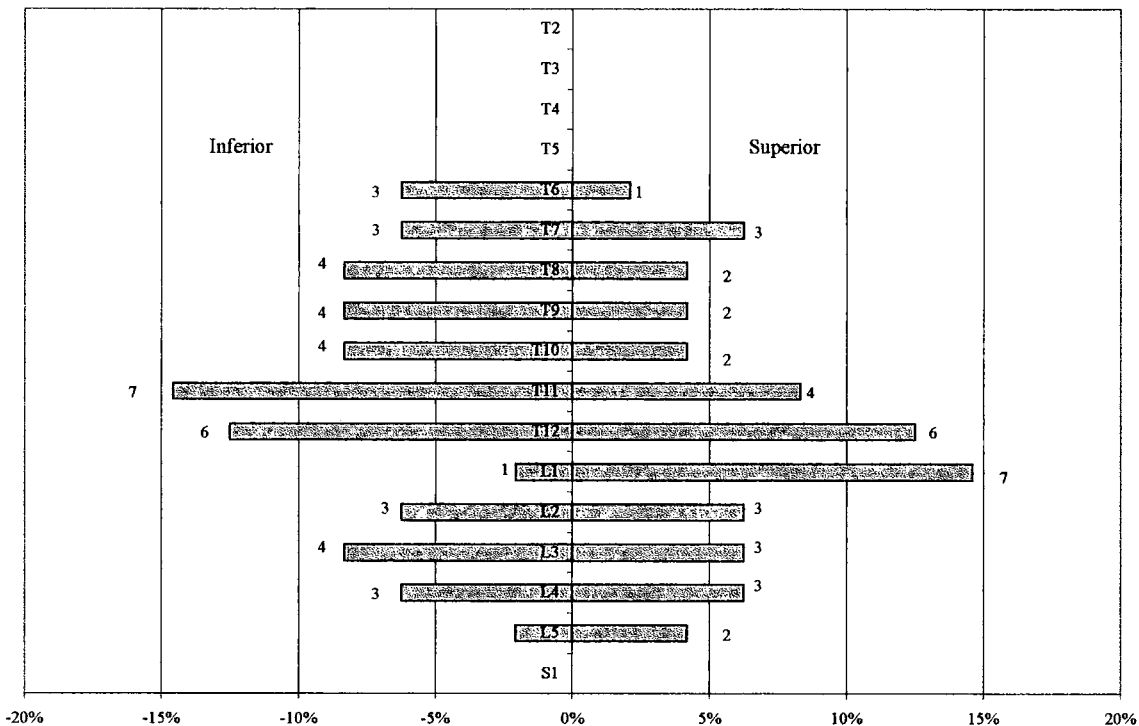 T2
T3
T4
Inferior T5 Superior
3 T6 1
3 T7 3
4 T8 2
4 T9 2
4 T10 2
7 T11 4
6 T12 6
1 L1 7
3 L2 3
4 L3 3
3 L4 3
L5 2
S1
-20% -15% -10% -5% 0% 5% 10% 15% 20%